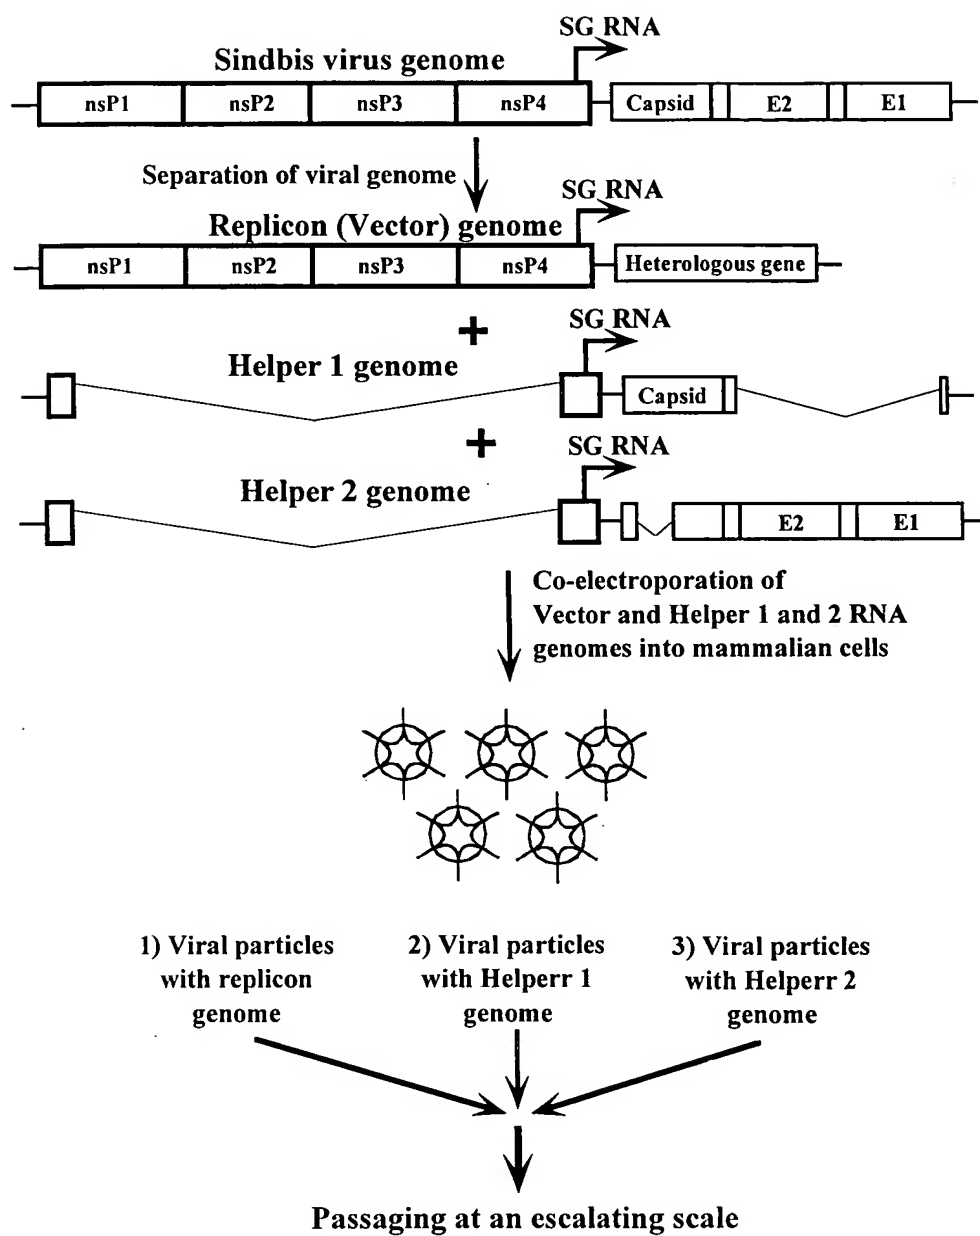 SG RNA
Sindbis virus genome
nsP1 nsP2 nsP3 nsP4 Capsid E2 E1
Separation of viral genome
SG RNA
Replicon (Vector) genome
nsP1 nsP2 nsP3 nsP4 Heterologous gene
+
SG RNA
Helper 1 genome
Capsid
+
SG RNA
Helper 2 genome
E2 E1
Co-electroporation of
Vector and Helper 1 and 2 RNA
genomes into mammalian cells
1) Viral particles
with replicon
genome
2) Viral particles
with Helperr 1
genome
3) Viral particles
with Helperr 2
genome
Passaging at an escalating scale